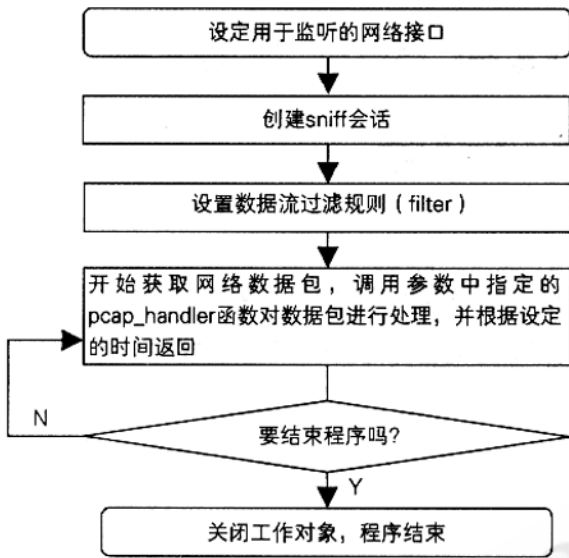 设定用于监听的网络接口
创建sniff会话
设置数据流过滤规则（filter）
开始获取网络数据包，调用参数中指定的
pcap_handler函数对数据包进行处理，并根据设定
的时间返回
N
要结束程序吗?
Y
关闭工作对象，程序结束